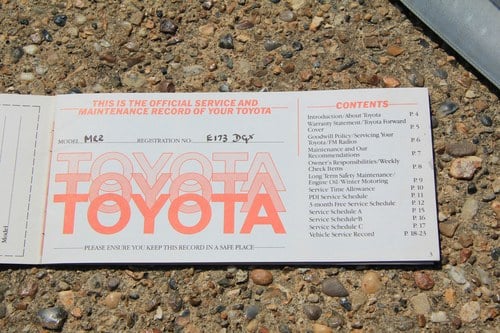 THIS IS THE OFFICIAL SERVICE AND
MAINTENANCE RECORD OF YOUR TOYOTA
MODEL MR2 REGISTRATION NO E173 DGX
TOYOTA
TOYOTA
TOYOTA
PLEASE ENSURE YOU KEEP THIS RECORD IN A SAFE PLACE
CONTENTS
Introduction/About Toyota P. 4
Warranty Statement/Toyota Forward
Cover P. 5
Goodwill Policy/Servicing Your
Toyota/FM Radios P. 6
Maintenance and Our
Recommendations P. 7
Owner's Responsibilities/Weekly
Check Items P. 8
Long Term Safety Maintenance/
Engine Oil/Winter Motoring P. 9
Service Time Allowance P. 10
PDI Service Schedule P. 11
3-month Free Service Schedule P. 12
Service Schedule A P. 13
Service Schedule B P. 16
Service Schedule C P. 17
Vehicle Service Record P. 18-23
3
Model